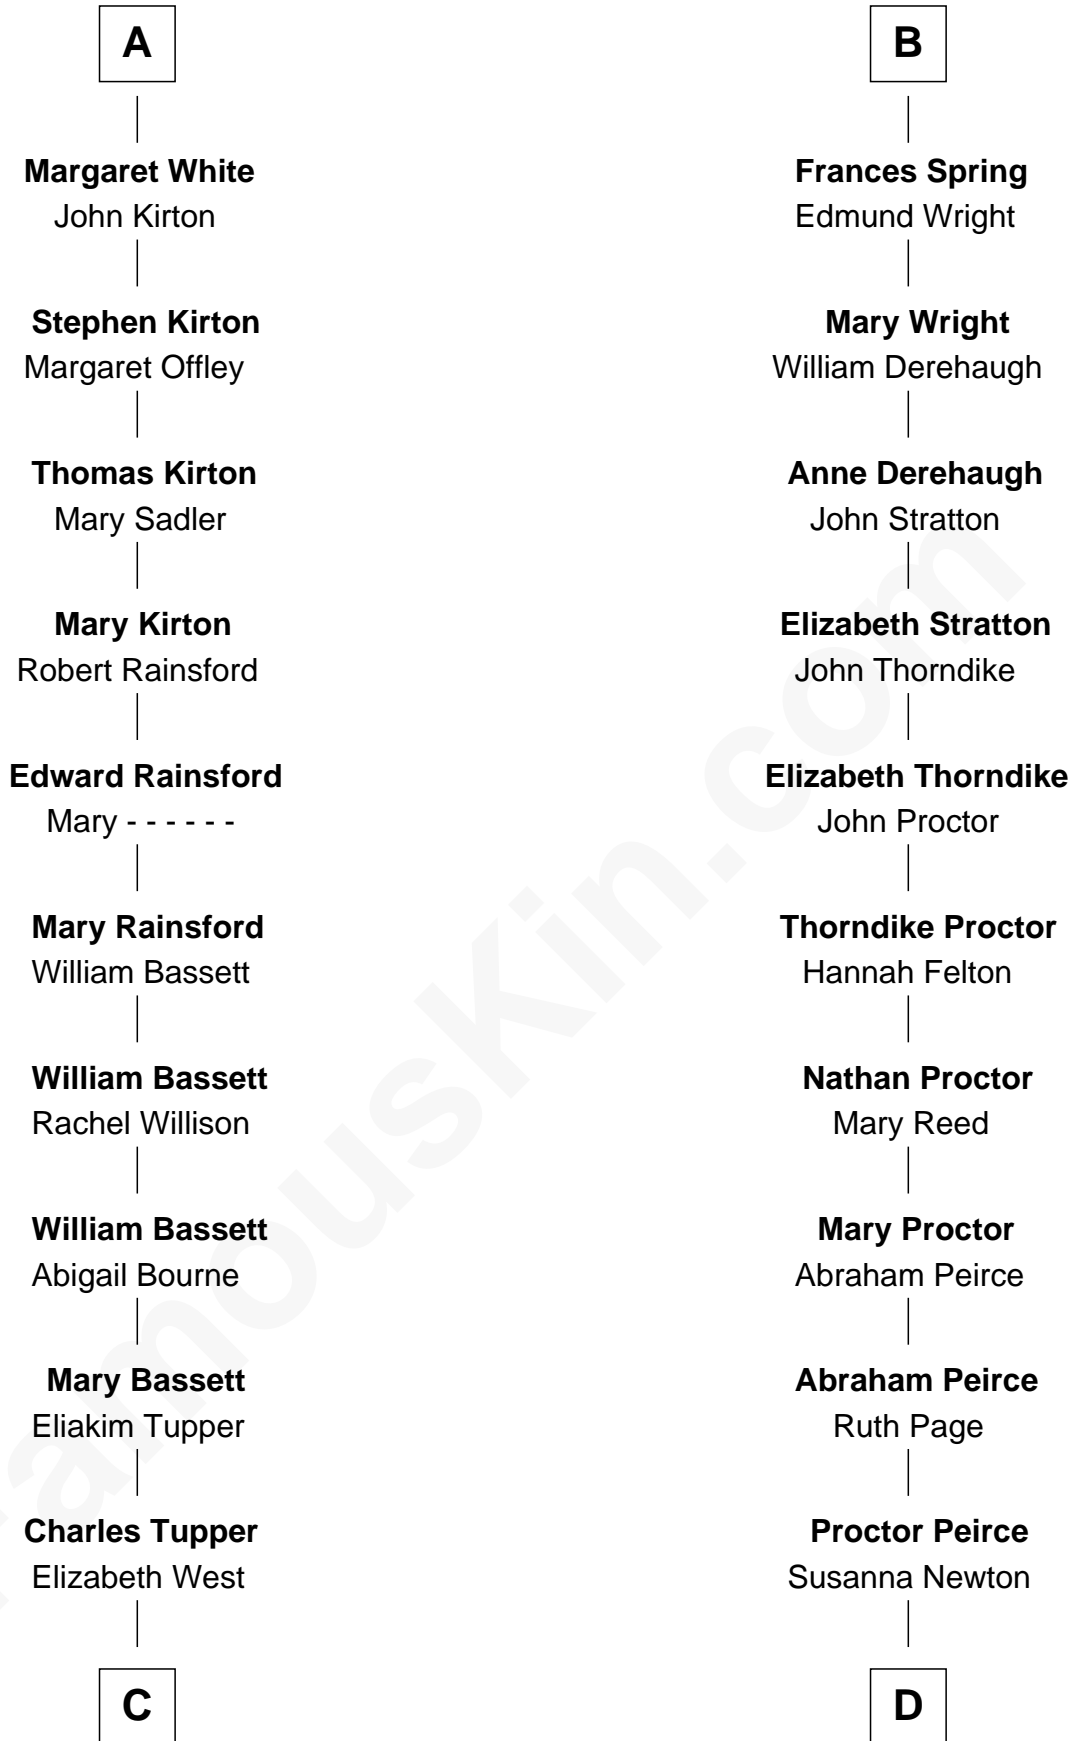 A
Margaret White
John Kirton
Stephen Kirton
Margaret Offley
Thomas Kirton
Mary Sadler
Mary Kirton
Robert Rainsford
Edward Rainsford
Mary - - - - - -
Mary Rainsford
William Bassett
William Bassett
Rachel Willison
William Bassett
Abigail Bourne
Mary Bassett
Eliakim Tupper
Charles Tupper
Elizabeth West
C
B
Frances Spring
Edmund Wright
Mary Wright
William Derehaugh
Anne Derehaugh
John Stratton
Elizabeth Stratton
John Thorndike
Elizabeth Thorndike
John Proctor
Thorndike Proctor
Hannah Felton
Nathan Proctor
Mary Reed
Mary Proctor
Abraham Peirce
Abraham Peirce
Ruth Page
Proctor Peirce
Susanna Newton
D
FamousKin.com